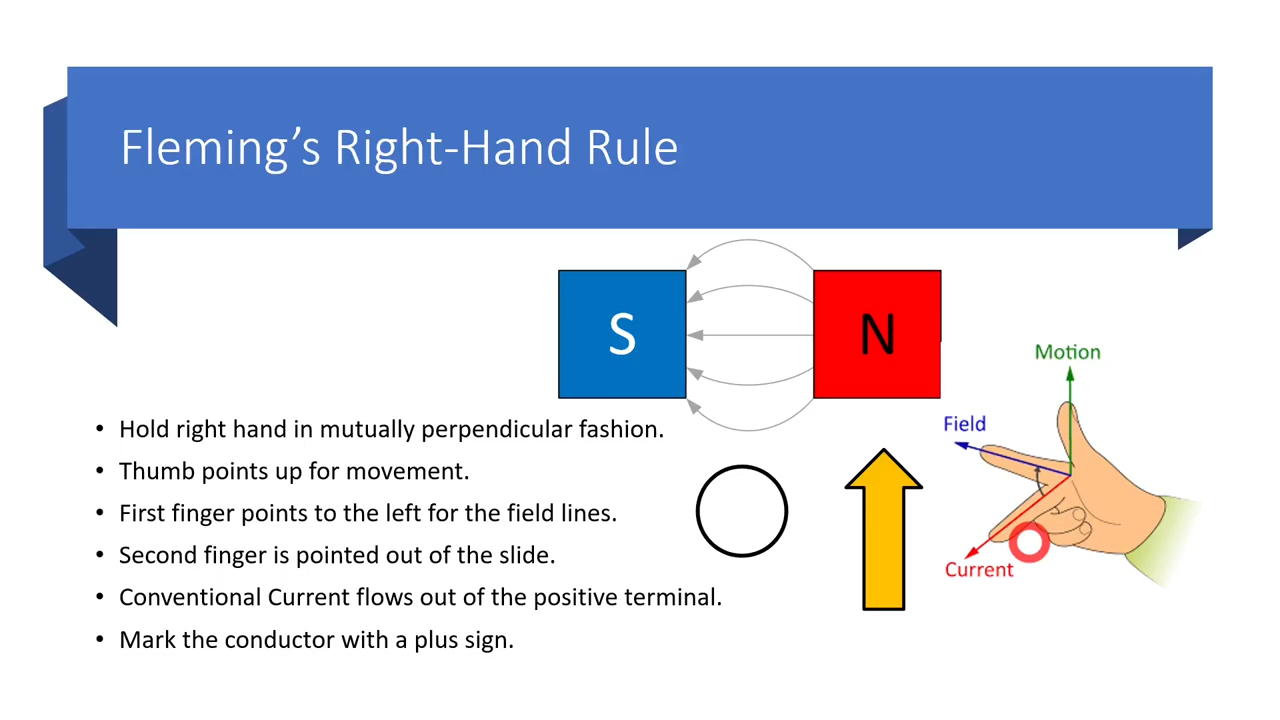 Fleming’s Right-Hand Rule
S
N
Motion
Field
Current
• Hold right hand in mutually perpendicular fashion.
• Thumb points up for movement.
• First finger points to the left for the field lines.
• Second finger is pointed out of the slide.
• Conventional Current flows out of the positive terminal.
• Mark the conductor with a plus sign.